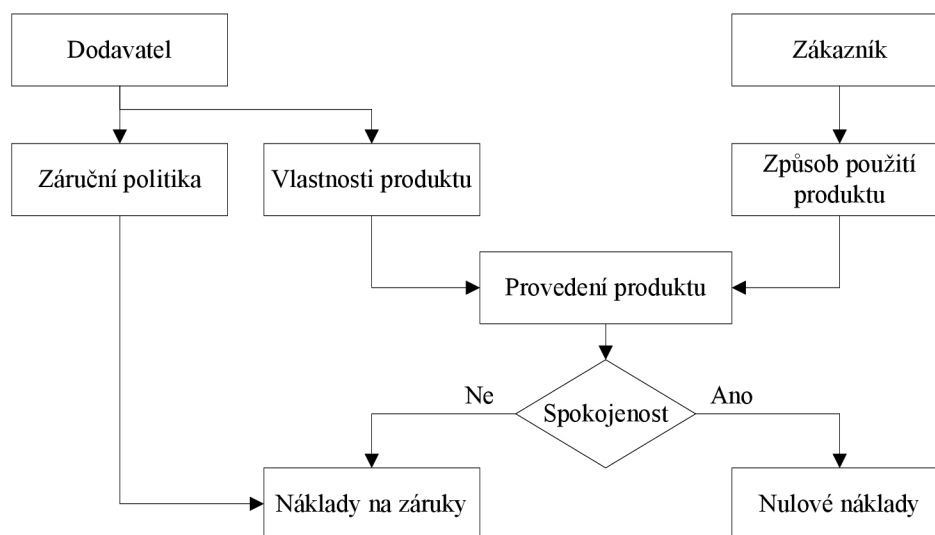 Dodavatel
Zákazník
Záruční politika
Vlastnosti produktu
Způsob použití
produktu
Provedení produktu
Ne
Spokojenost
Ano
Náklady na záruky
Nulové náklady